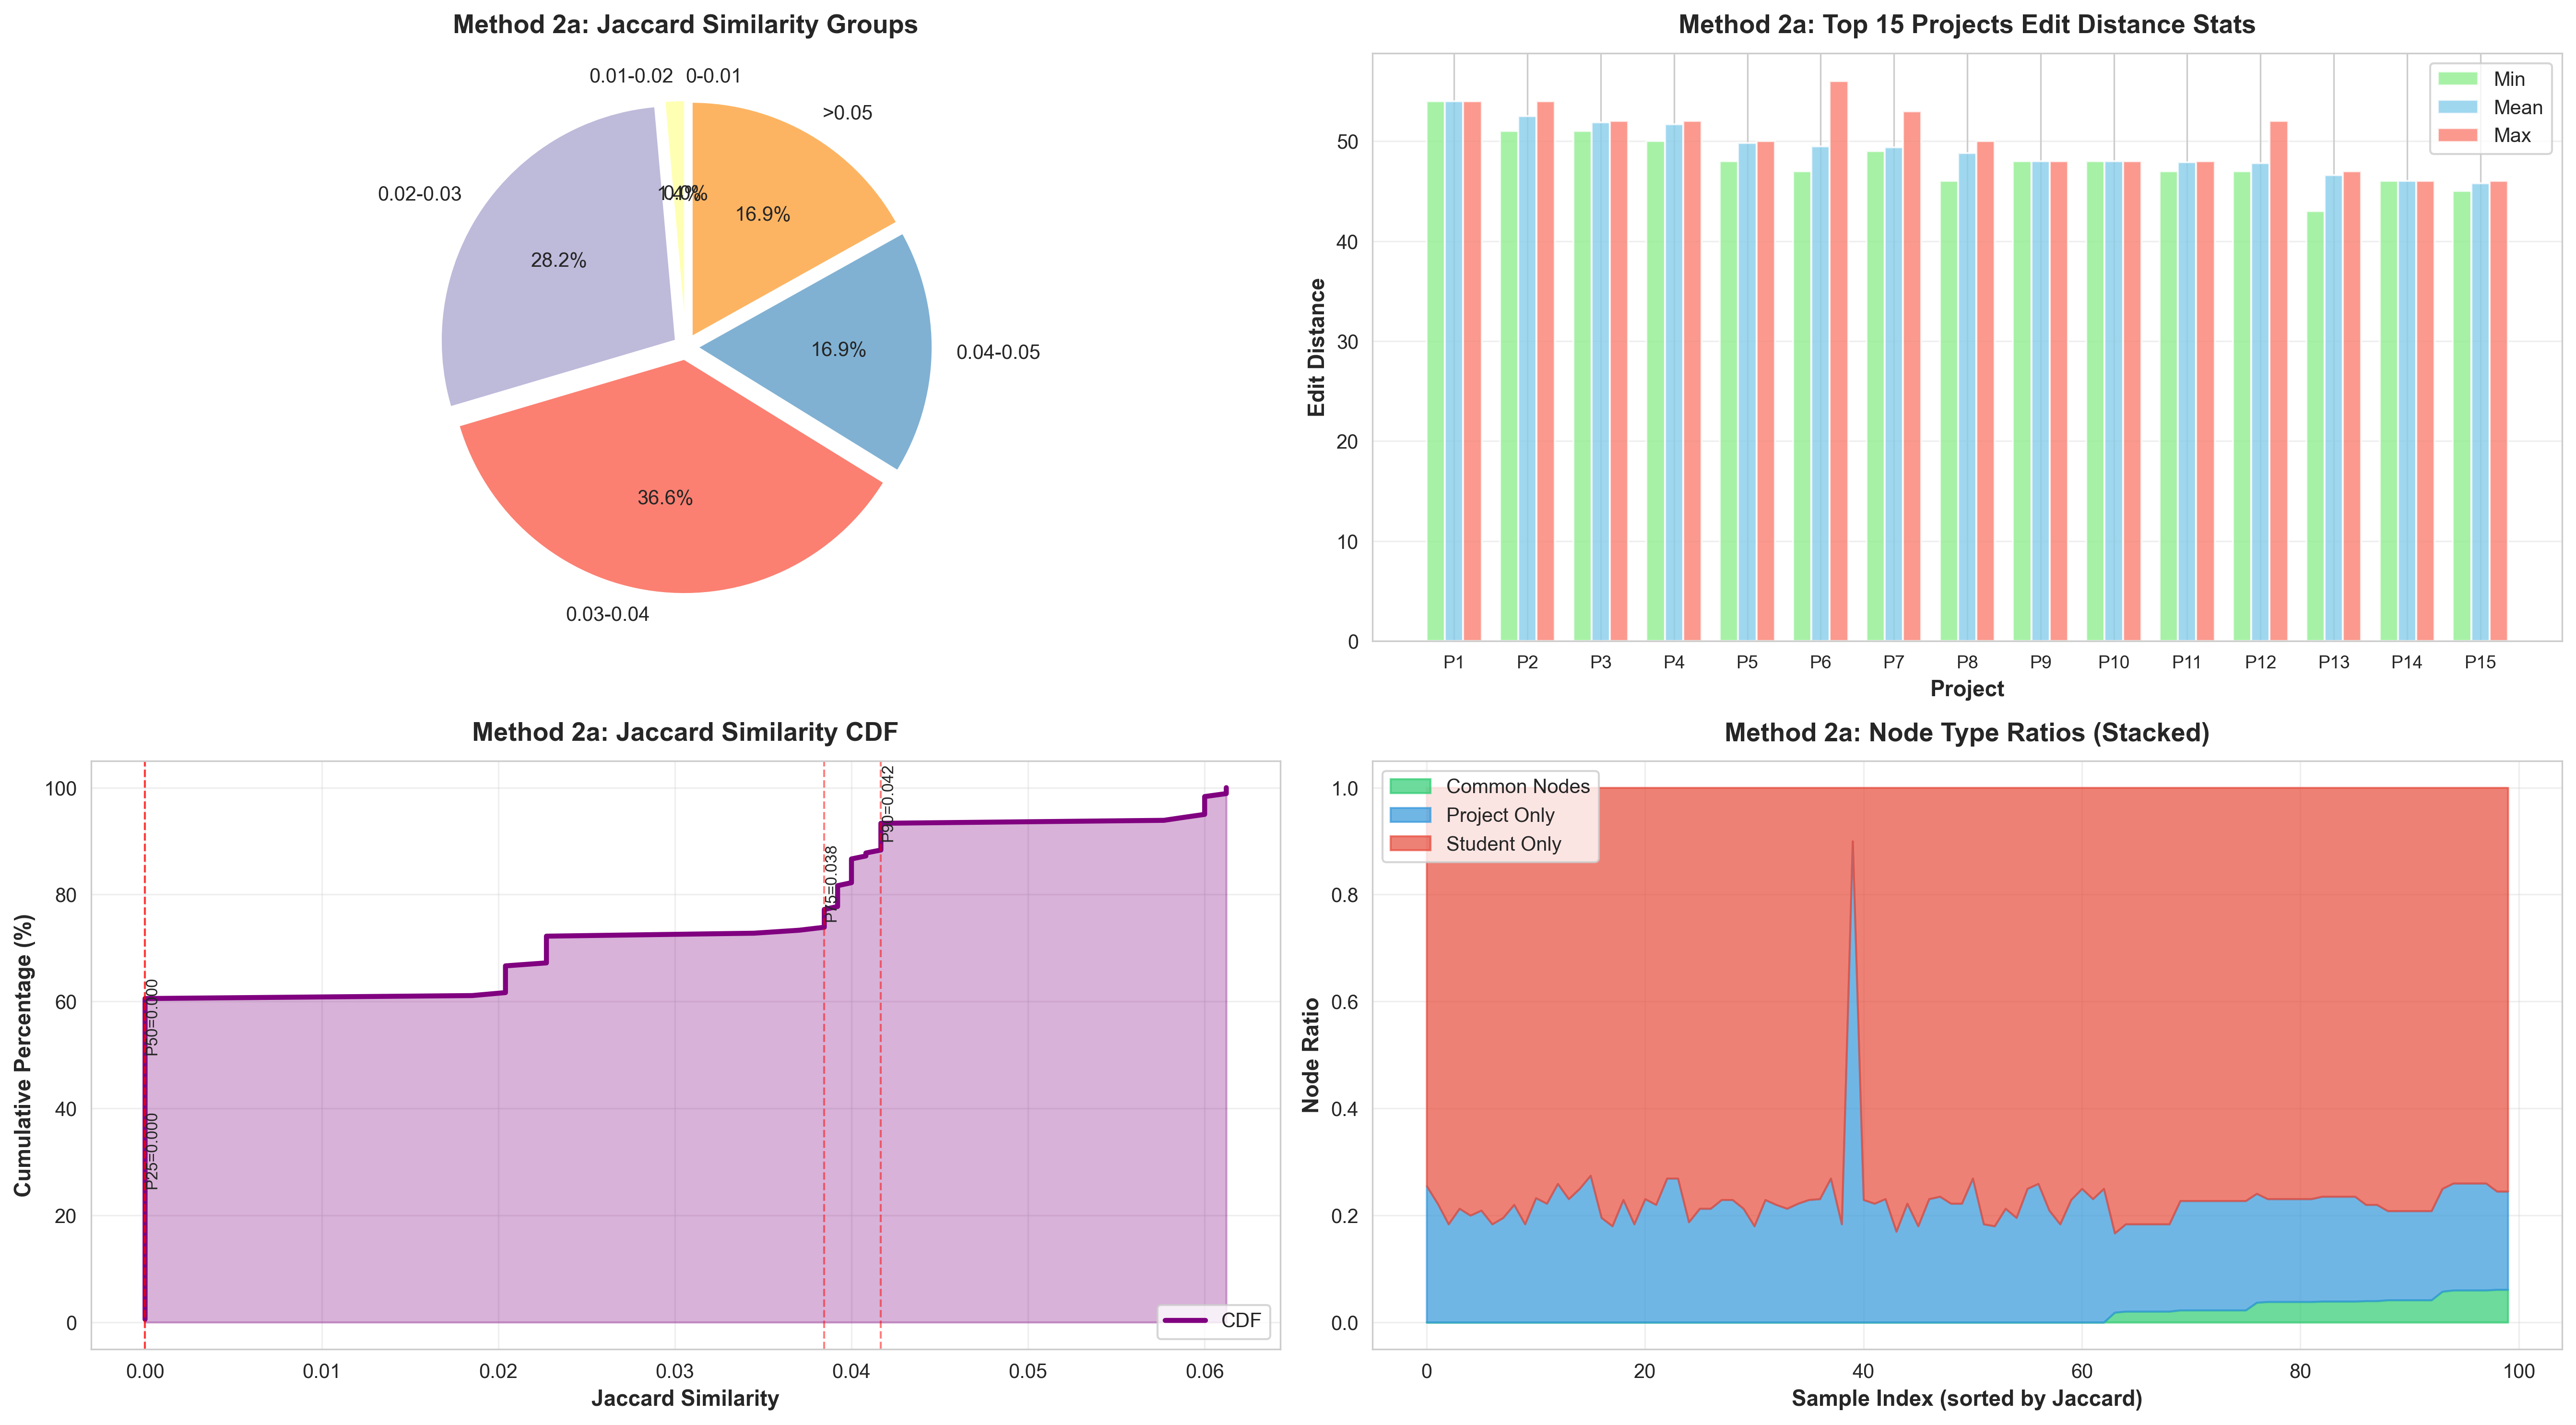 Method 2a: Jaccard Similarity Groups
0.01-0.02
0-0.01
>0.05
0.02-0.03
1.4%
0.0%
16.9%
28.2%
16.9%
0.04-0.05
36.6%
0.03-0.04
Method 2a: Top 15 Projects Edit Distance Stats
Min
Mean
Max
50
40
30
20
10
0
Edit Distance
P1 P2 P3 P4 P5 P6 P7 P8 P9 P10 P11 P12 P13 P14 P15
Project
Method 2a: Jaccard Similarity CDF
100
80
60
40
20
0
Cumulative Percentage (%)
P25=0.000
P50=0.000
P75=0.038
P90=0.042
CDF
0.00 0.01 0.02 0.03 0.04 0.05 0.06
Jaccard Similarity
Method 2a: Node Type Ratios (Stacked)
Common Nodes
Project Only
Student Only
1.0
0.8
0.6
0.4
0.2
0.0
Node Ratio
0 20 40 60 80 100
Sample Index (sorted by Jaccard)